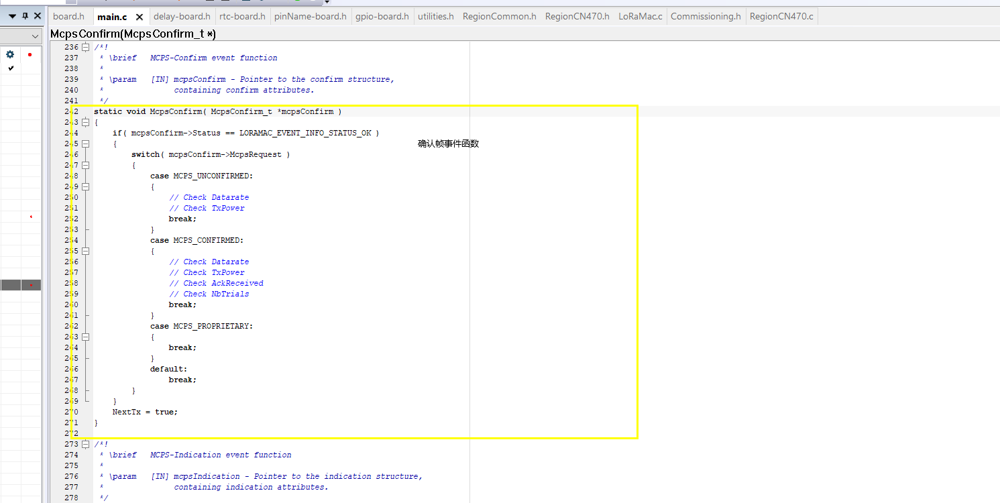 board.h main.c delay-board.h rtc-board.h pinName-board.h gpio-board.h utilities.h RegionCommon.h RegionCN470.h LoRaMac.c Commissioning.h RegionCN470.c
McpsConfirm(McpsConfirm_t *)
236 /*!
237 * \brief MCPS-Confirm event function
238 *
239 * \param [IN] mcpsConfirm - Pointer to the confirm structure,
240 * containing confirm attributes.
241 */
242 static void McpsConfirm( McpsConfirm_t *mcpsConfirm )
243 {
244 if( mcpsConfirm->Status == LORAMAC_EVENT_INFO_STATUS_OK )
245 { 确认帧事件函数
246 switch( mcpsConfirm->McpsRequest )
247 {
248 case MCPS_UNCONFIRMED:
249 {
250 // Check Datarate
251 // Check TxPower
252 break;
253 }
254 case MCPS_CONFIRMED:
255 {
256 // Check Datarate
257 // Check TxPower
258 // Check AckReceived
259 // Check NbTrials
260 break;
261 }
262 case MCPS_PROPRIETARY:
263 {
264 break;
265 }
266 default:
267 break;
268 }
269 }
270 NextTx = true;
271 }
272
273 /*!
274 * \brief MCPS-Indication event function
275 *
276 * \param [IN] mcpsIndication - Pointer to the indication structure,
277 * containing indication attributes.
278 */